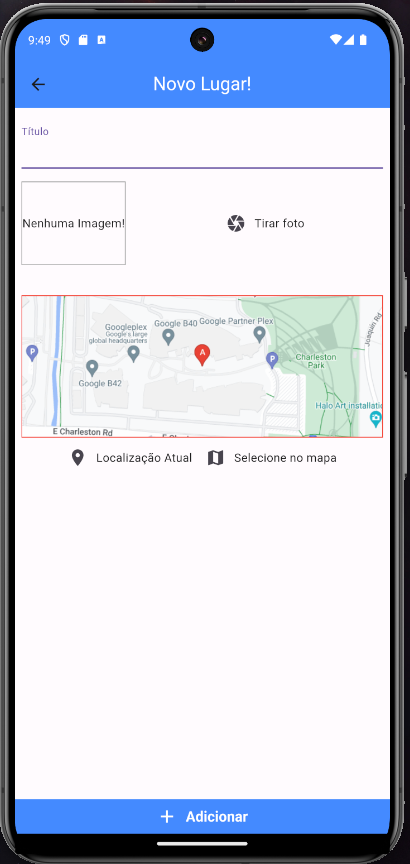 9:49
Novo Lugar!
Título
Nenhuma Imagem!
Tirar foto
Googleplex
Google's large
global headquarters
Google B40
Google Partner Plex
Joaquin Rd
P
A
P
Charleston
Park
Google B42
Halo Art installatio
E Charleston Rd
Localização Atual
Selecione no mapa
+ Adicionar